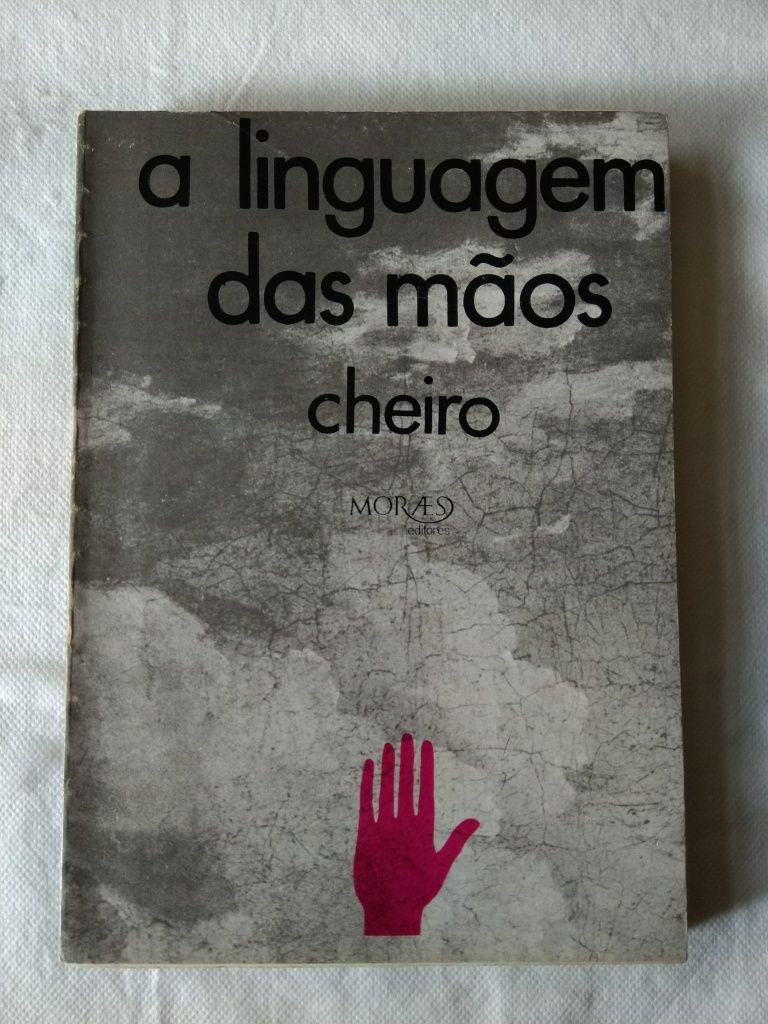 a linguagem
das mãos
cheiro
MORÆS
editores